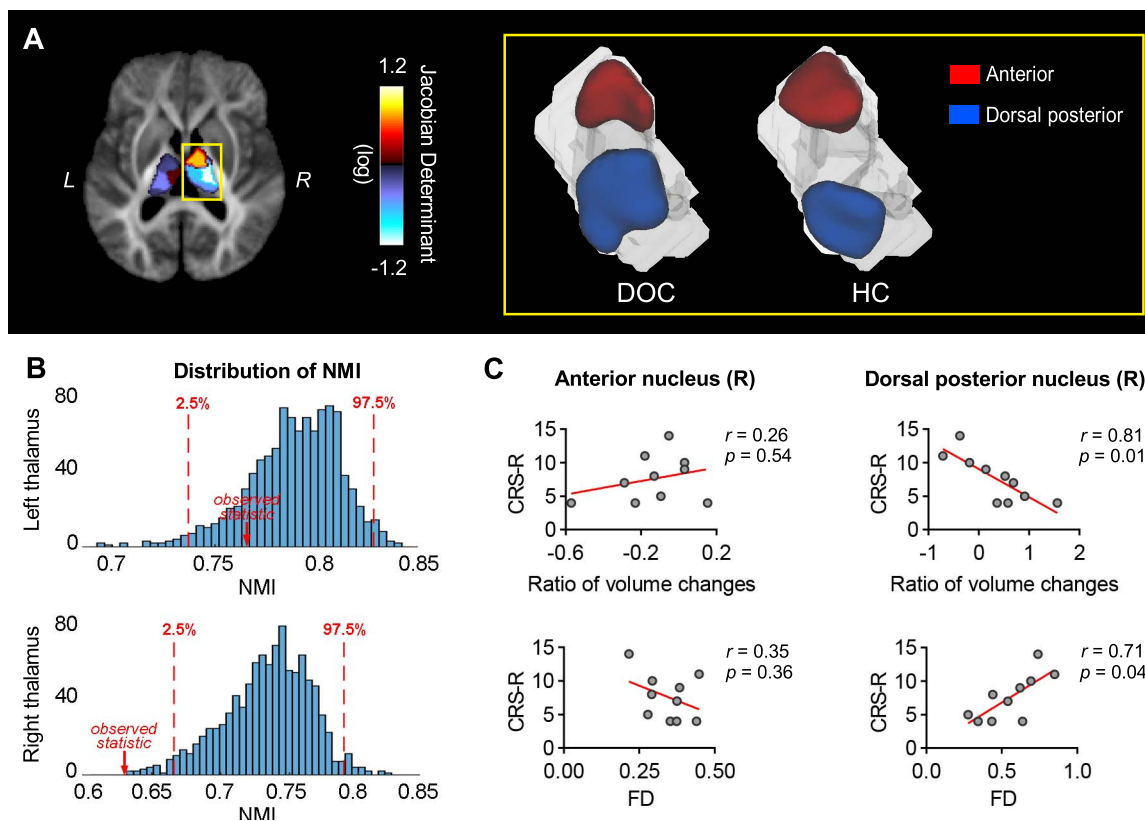 A
L
R
1.2
Jacobian Determinant
(log)
-1.2
DOC
HC
Anterior
Dorsal posterior
B
Distribution of NMI
Left thalamus
80
40
0
2.5%
97.5%
observed
statistic
0.7
0.75
0.8
0.85
NMI
Right thalamus
80
40
0
2.5%
97.5%
observed
statistic
0.6
0.65
0.7
0.75
0.8
0.85
NMI
C
Anterior nucleus (R)
CRS-R
15
10
5
0
r = 0.26
p = 0.54
-0.6
-0.2
0.2
Ratio of volume changes
Dorsal posterior nucleus (R)
CRS-R
15
10
5
0
r = 0.81
p = 0.01
-1
0
1
2
Ratio of volume changes
CRS-R
15
10
5
0
r = 0.35
p = 0.36
0.00
0.25
0.50
FD
CRS-R
15
10
5
0
r = 0.71
p = 0.04
0.0
0.5
1.0
FD